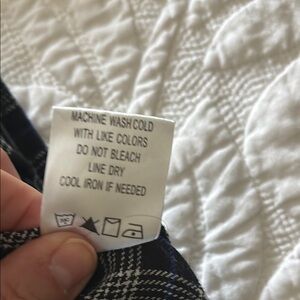 MACHINE WASH COLD
WITH LIKE COLORS
DO NOT BLEACH
LINE DRY
COOL IRON IF NEEDED